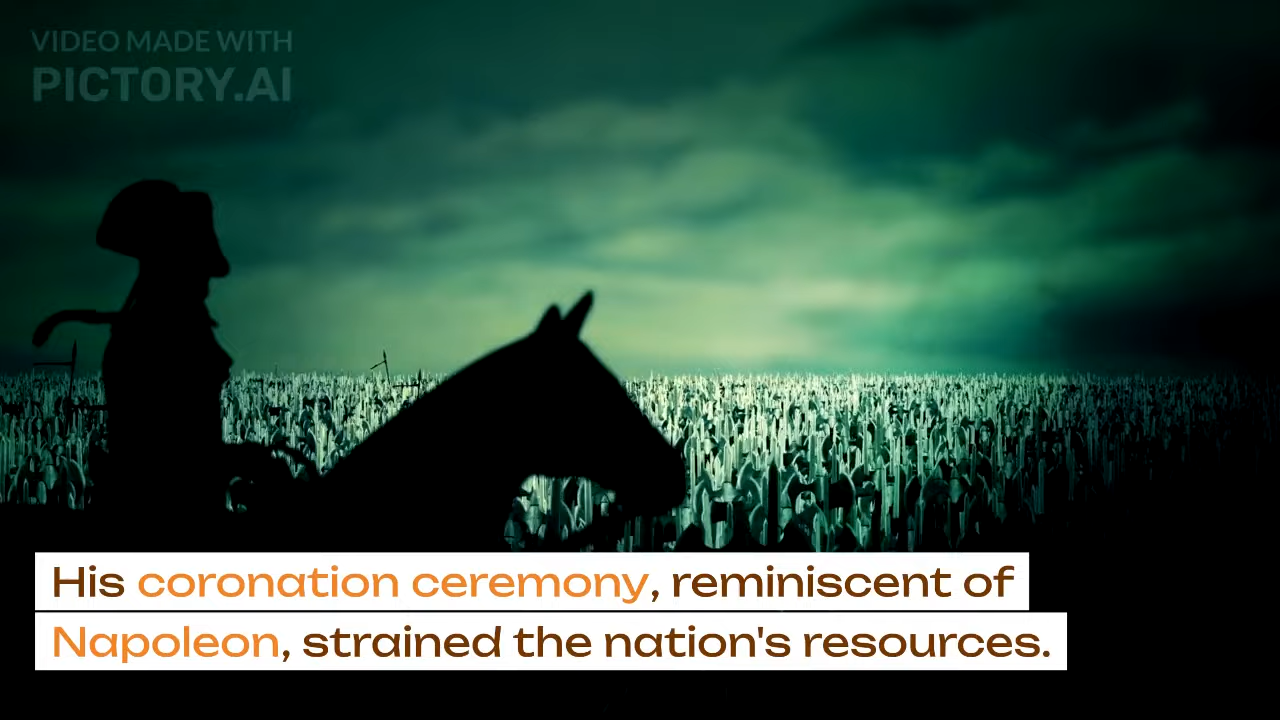 VIDEO MADE WITH
PICTORY.AI
His coronation ceremony, reminiscent of
Napoleon, strained the nation's resources.